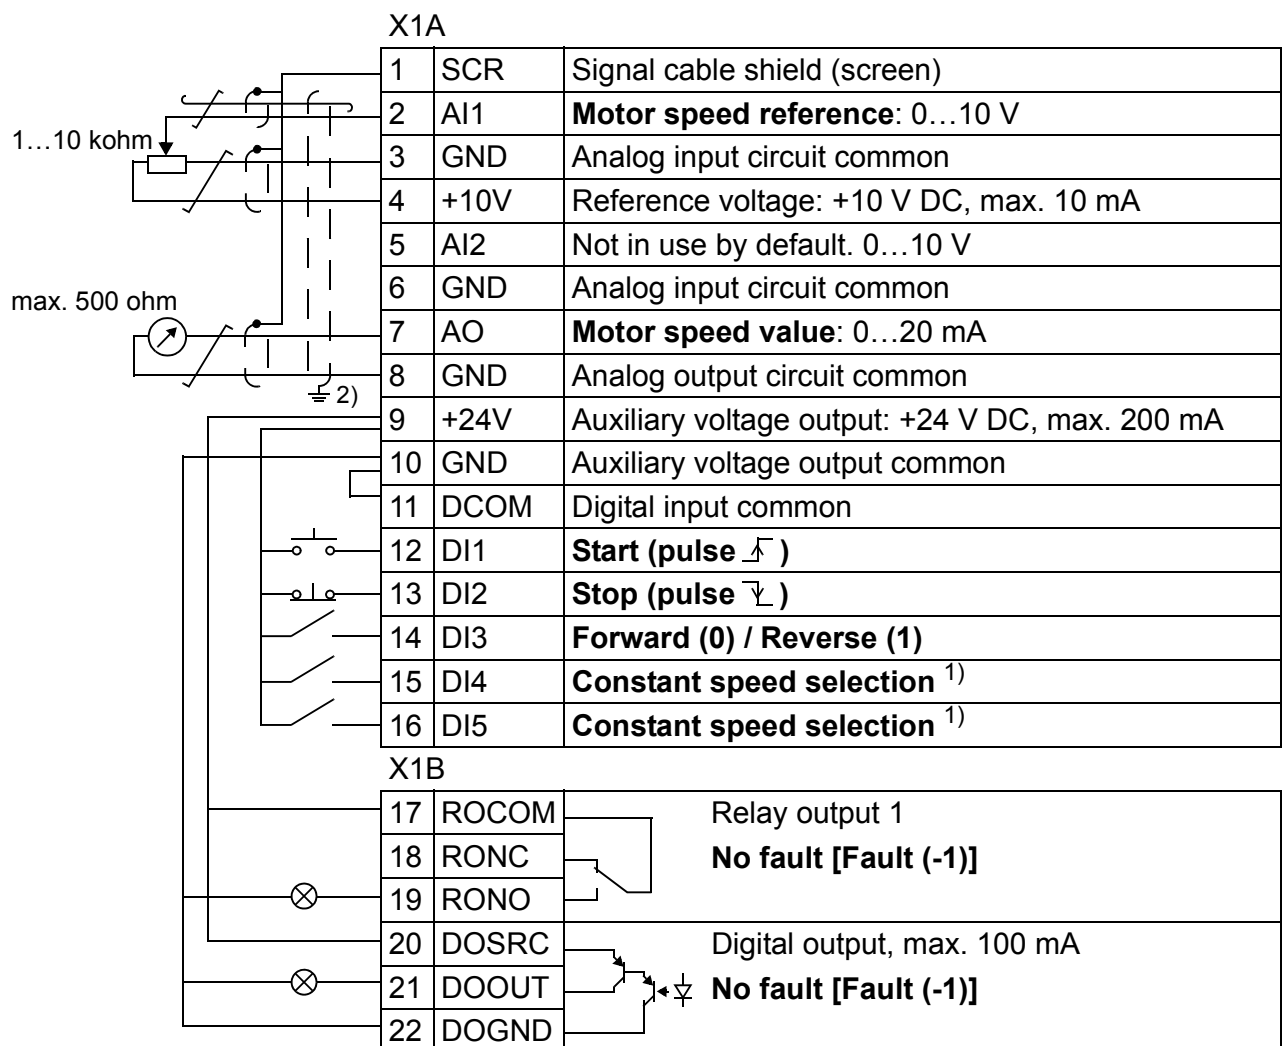 X1A
1 SCR Signal cable shield (screen)
2 AI1 Motor speed reference: 0…10 V
1…10 kohm
3 GND Analog input circuit common
4 +10V Reference voltage: +10 V DC, max. 10 mA
5 AI2 Not in use by default. 0…10 V
6 GND Analog input circuit common
max. 500 ohm
7 AO Motor speed value: 0…20 mA
8 GND Analog output circuit common
2)
9 +24V Auxiliary voltage output: +24 V DC, max. 200 mA
10 GND Auxiliary voltage output common
11 DCOM Digital input common
12 DI1 Start (pulse )
13 DI2 Stop (pulse )
14 DI3 Forward (0) / Reverse (1)
15 DI4 Constant speed selection 1)
16 DI5 Constant speed selection 1)
X1B
17 ROCOM Relay output 1
18 RONC No fault [Fault (-1)]
19 RONO
20 DOSRC Digital output, max. 100 mA
21 DOOUT No fault [Fault (-1)]
22 DOGND